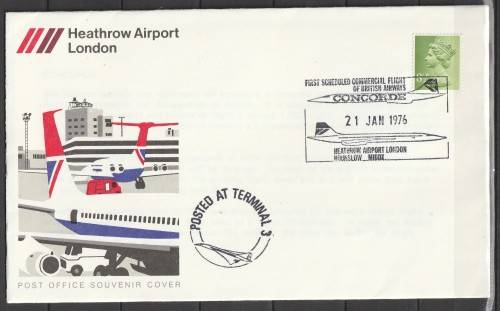 Heathrow Airport
London
FIRST SCHEDULED COMMERCIAL FLIGHT
OF BRITISH AIRWAYS
CONCORDE
21 JAN 1976
HEATHROW AIRPORT LONDON
HOUNSLOW MIDDX
POSTED AT TERMINAL 3
POST OFFICE SOUVENIR COVER